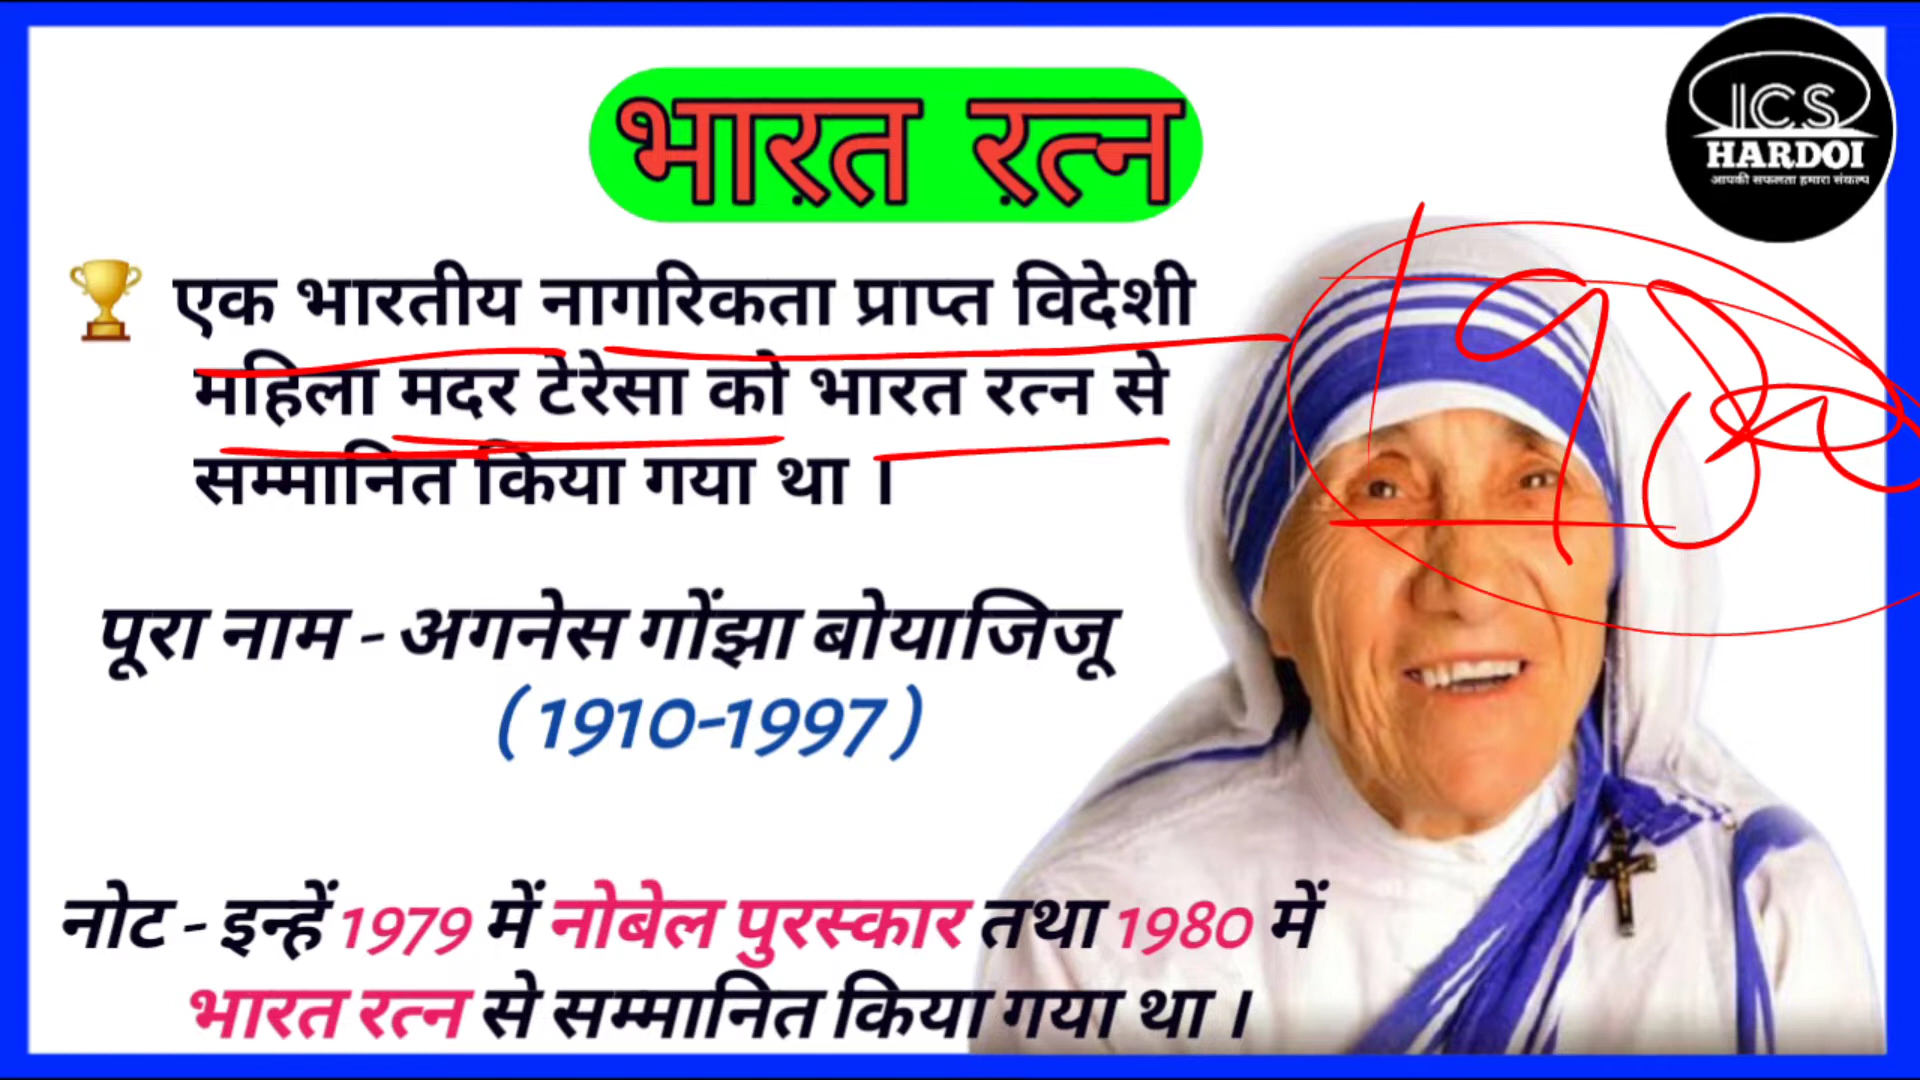 भारत रत्न
ICS
HARDOI
आपकी सफलता हमारा संकल्प
एक भारतीय नागरिकता प्राप्त विदेशी
महिला मदर टेरेसा को भारत रत्न से
सम्मानित किया गया था ।
1980
पूरा नाम - अगनेस गोंझा बोयाजिजू
( 1910-1997 )
नोट - इन्हें 1979 में नोबेल पुरस्कार तथा 1980 में
भारत रत्न से सम्मानित किया गया था ।